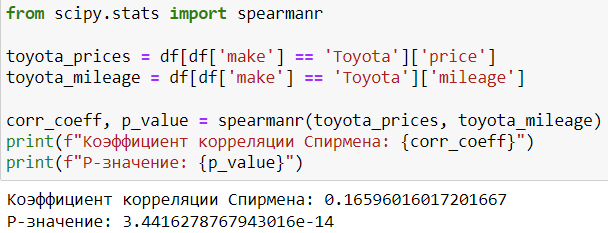 from scipy.stats import spearmanr
toyota_prices = df[df['make'] == 'Toyota']['price']
toyota_mileage = df[df['make'] == 'Toyota']['mileage']
corr_coeff, p_value = spearmanr(toyota_prices, toyota_mileage)
print(f"Коэффициент корреляции Спирмена: {corr_coeff}")
print(f"P-значение: {p_value}")
Коэффициент корреляции Спирмена: 0.16596016017201667
P-значение: 3.4416278767943016e-14